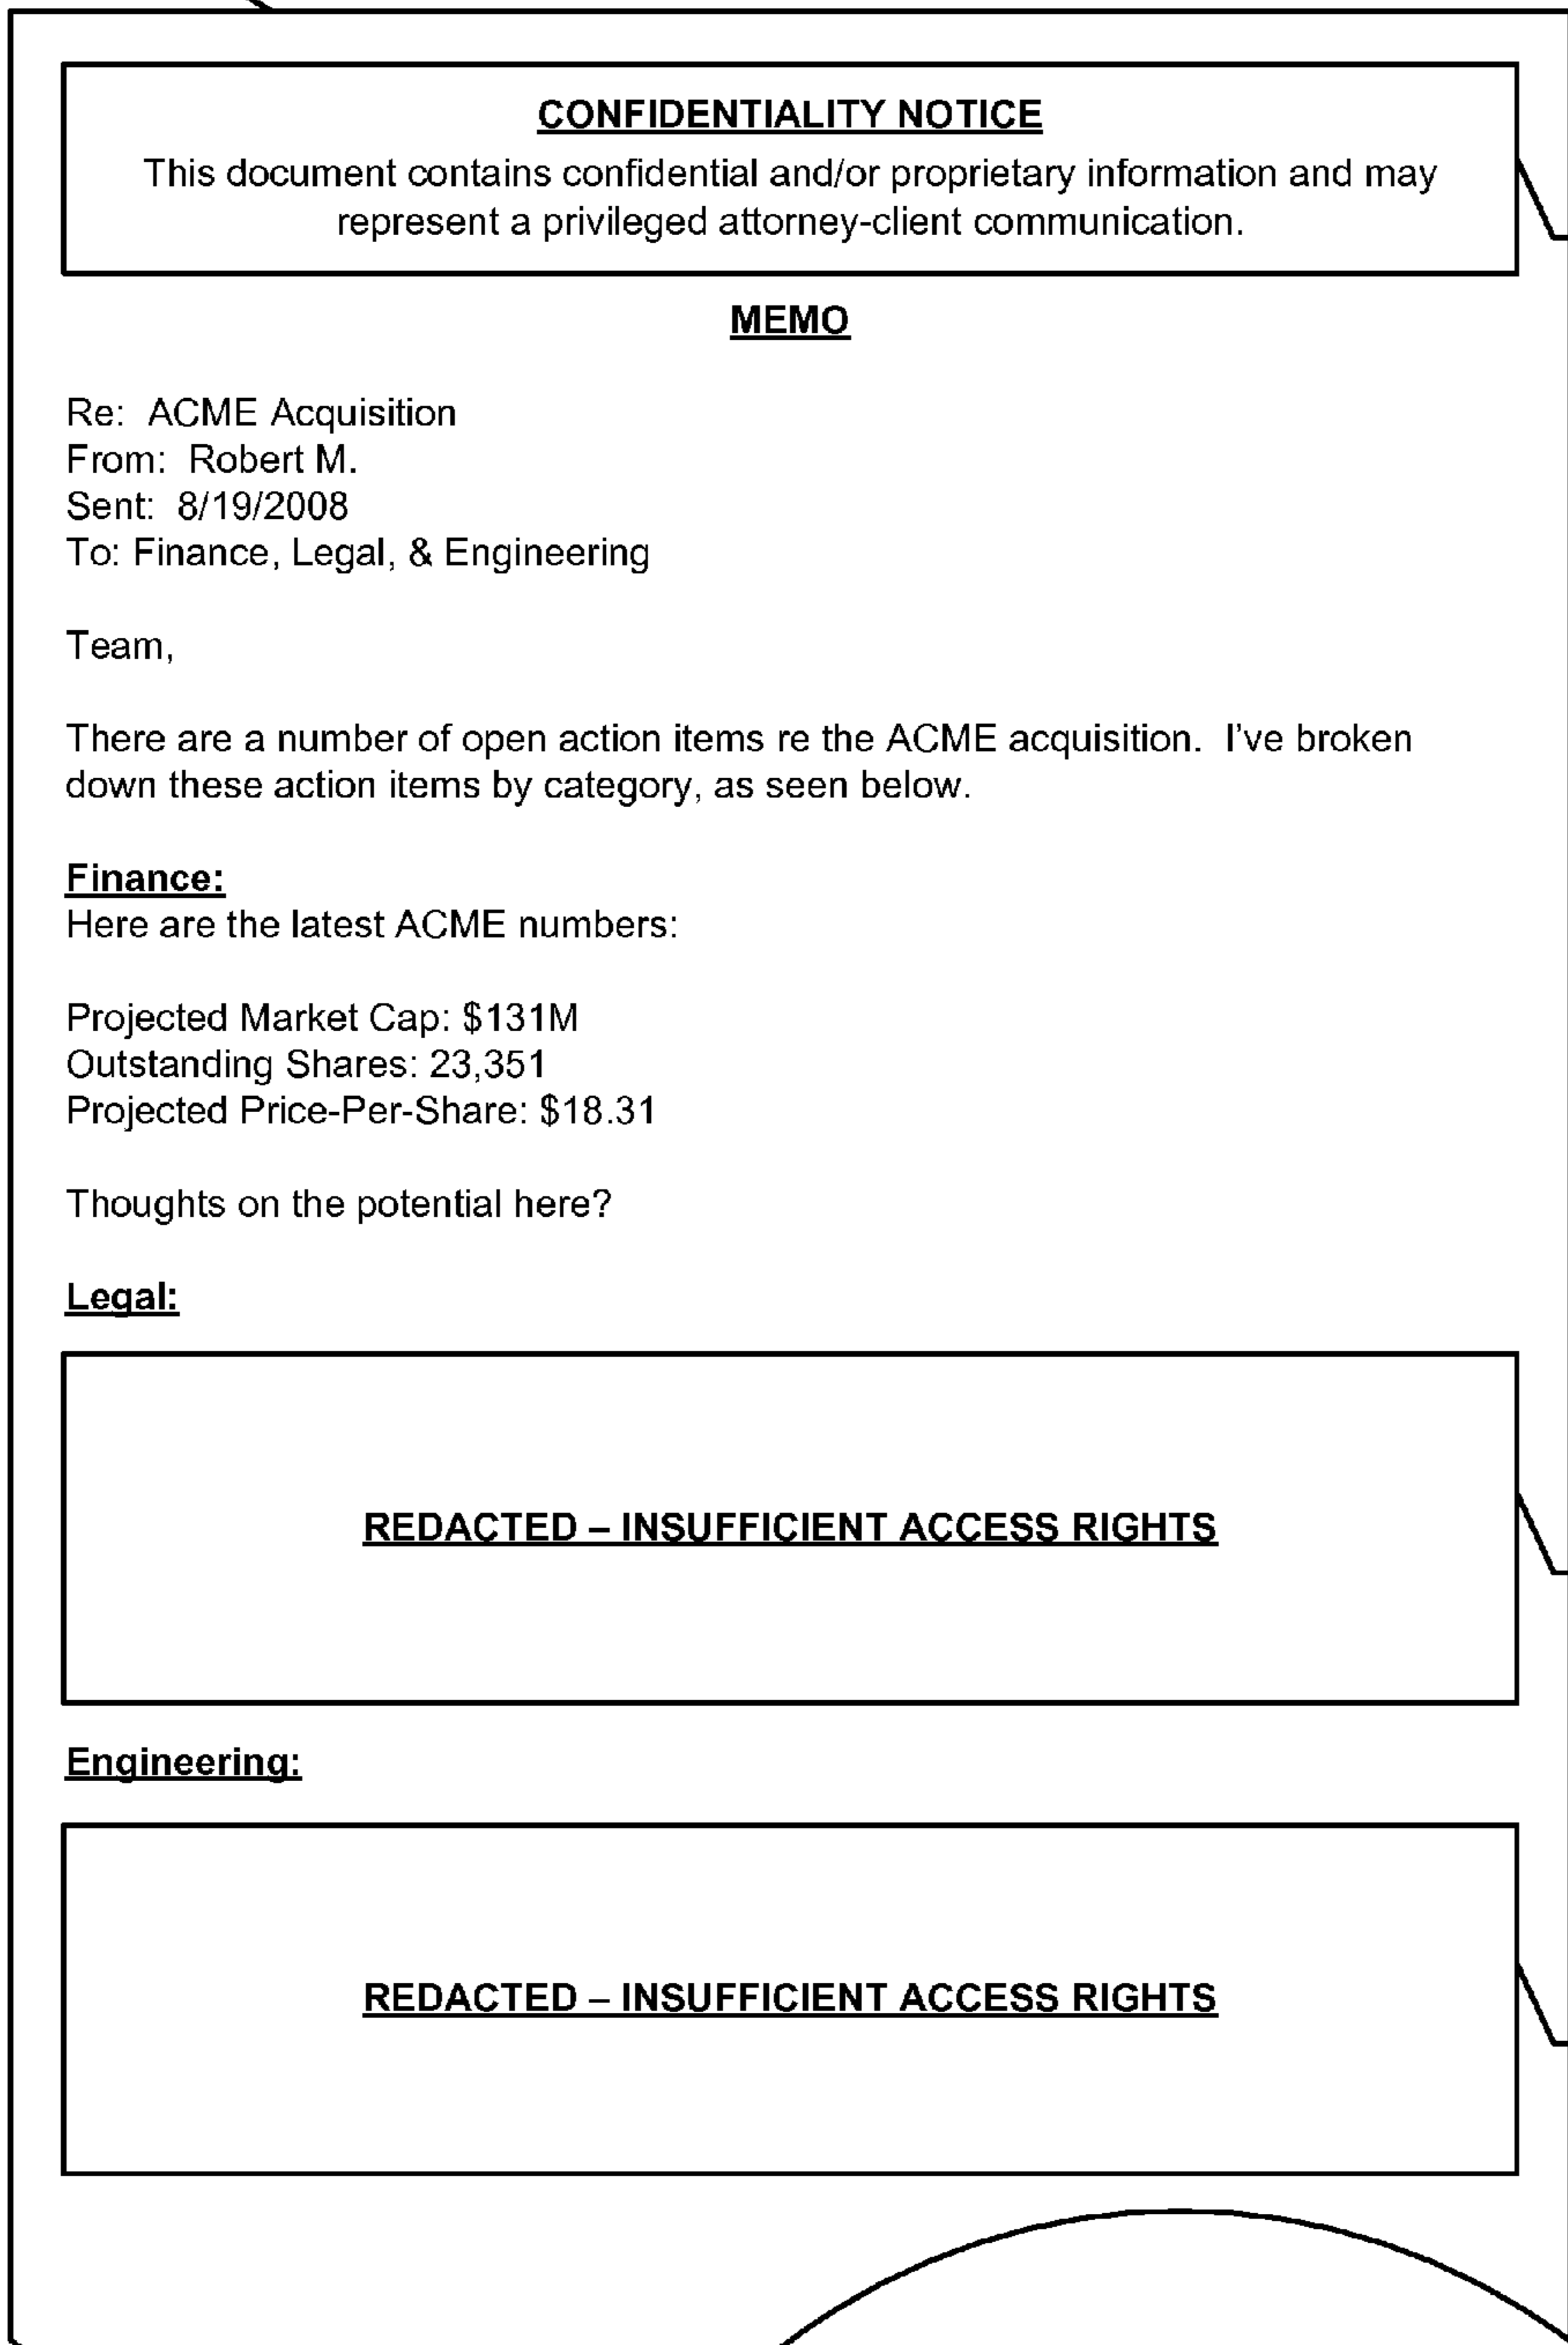 CONFIDENTIALITY NOTICE
This document contains confidential and/or proprietary information and may
represent a privileged attorney-client communication.
MEMO
Re:  ACME Acquisition
From:  Robert M.
Sent:  8/19/2008
To: Finance, Legal, & Engineering
Team,
There are a number of open action items re the ACME acquisition.  I’ve broken
down these action items by category, as seen below.
Finance:
Here are the latest ACME numbers:
Projected Market Cap: $131M
Outstanding Shares: 23,351
Projected Price-Per-Share: $18.31
Thoughts on the potential here?
Legal:
REDACTED – INSUFFICIENT ACCESS RIGHTS
Engineering:
REDACTED – INSUFFICIENT ACCESS RIGHTS